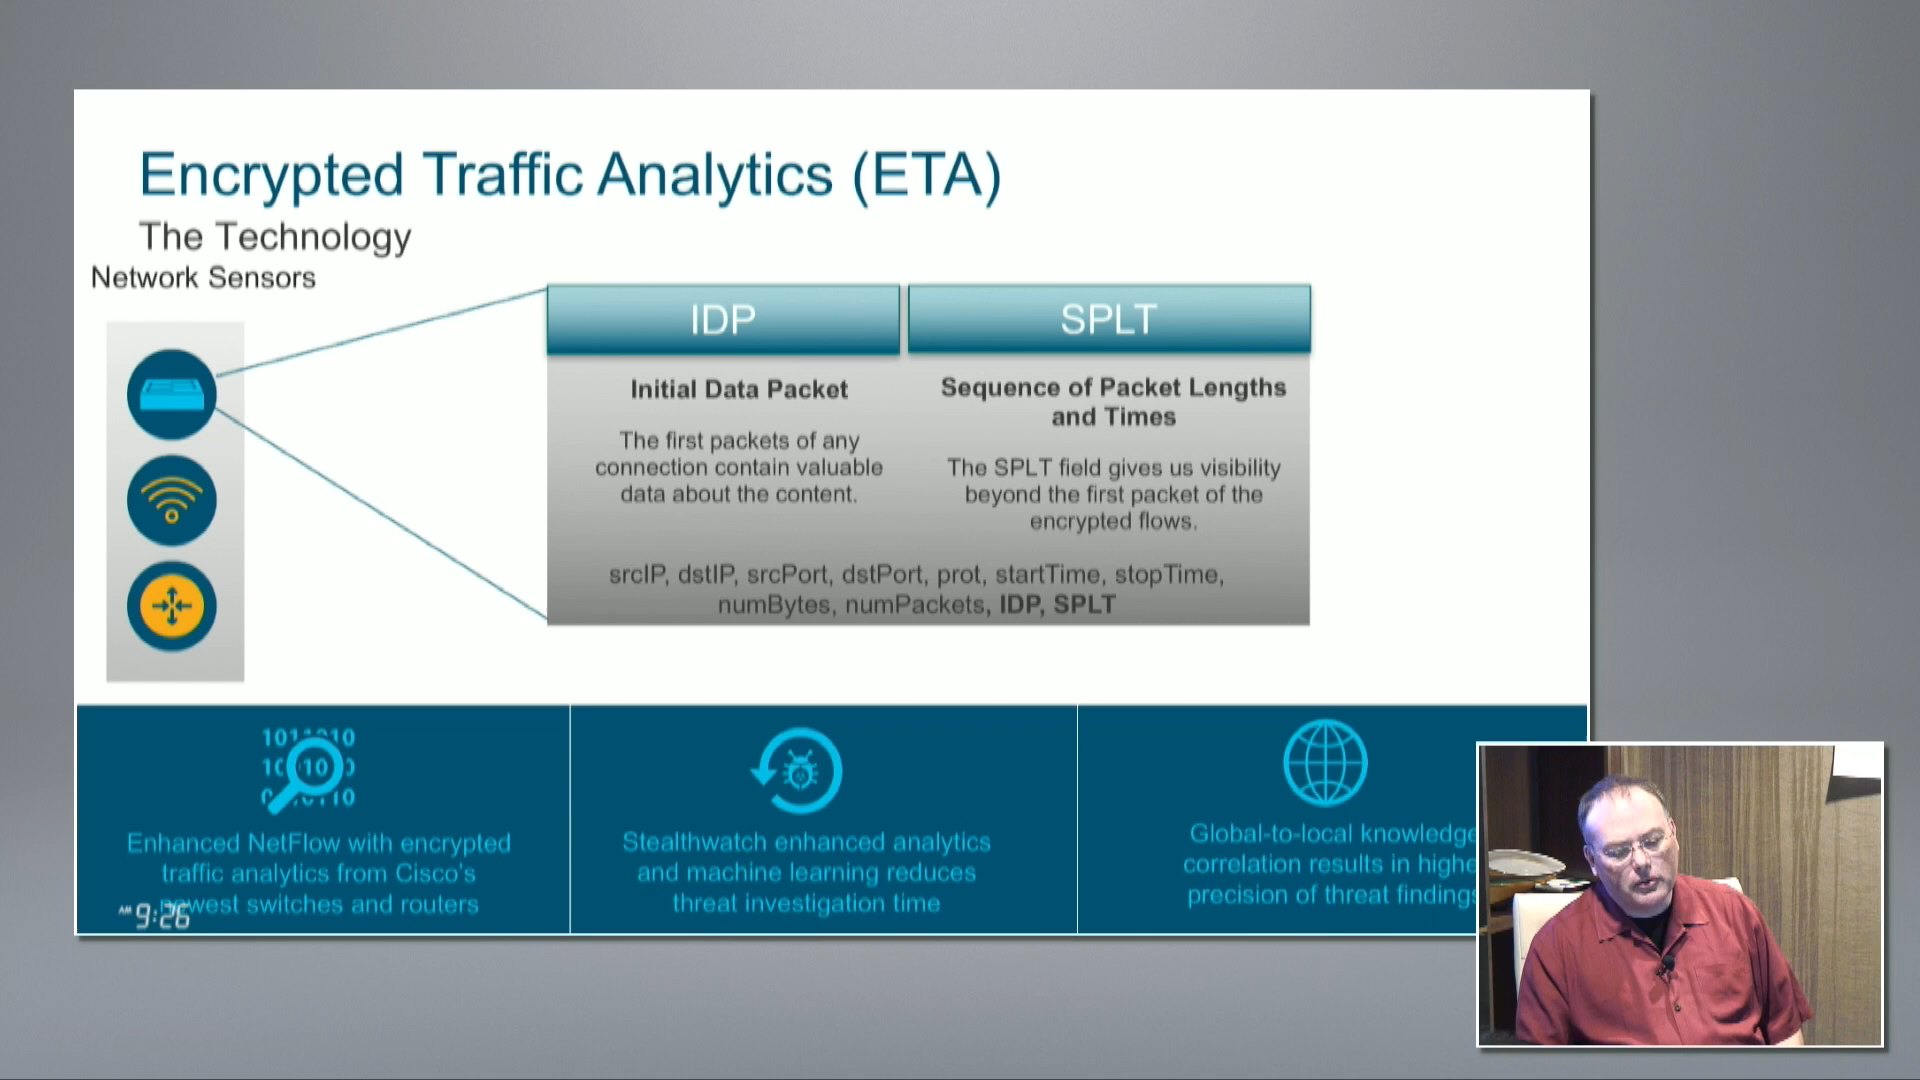 Encrypted Traffic Analytics (ETA)
The Technology
Network Sensors
IDP
Initial Data Packet
The first packets of any
connection contain valuable
data about the content.
SPLT
Sequence of Packet Lengths
and Times
The SPLT field gives us visibility
beyond the first packet of the
encrypted flows.
srcIP, dstIP, srcPort, dstPort, prot, startTime, stopTime,
numBytes, numPackets, IDP, SPLT
Enhanced NetFlow with encrypted
traffic analytics from Cisco's
switches and routers
AM 9:26
Stealthwatch enhanced analytics
and machine learning reduces
threat investigation time
Global-to-local knowledge
correlation results in highe
precision of threat findings